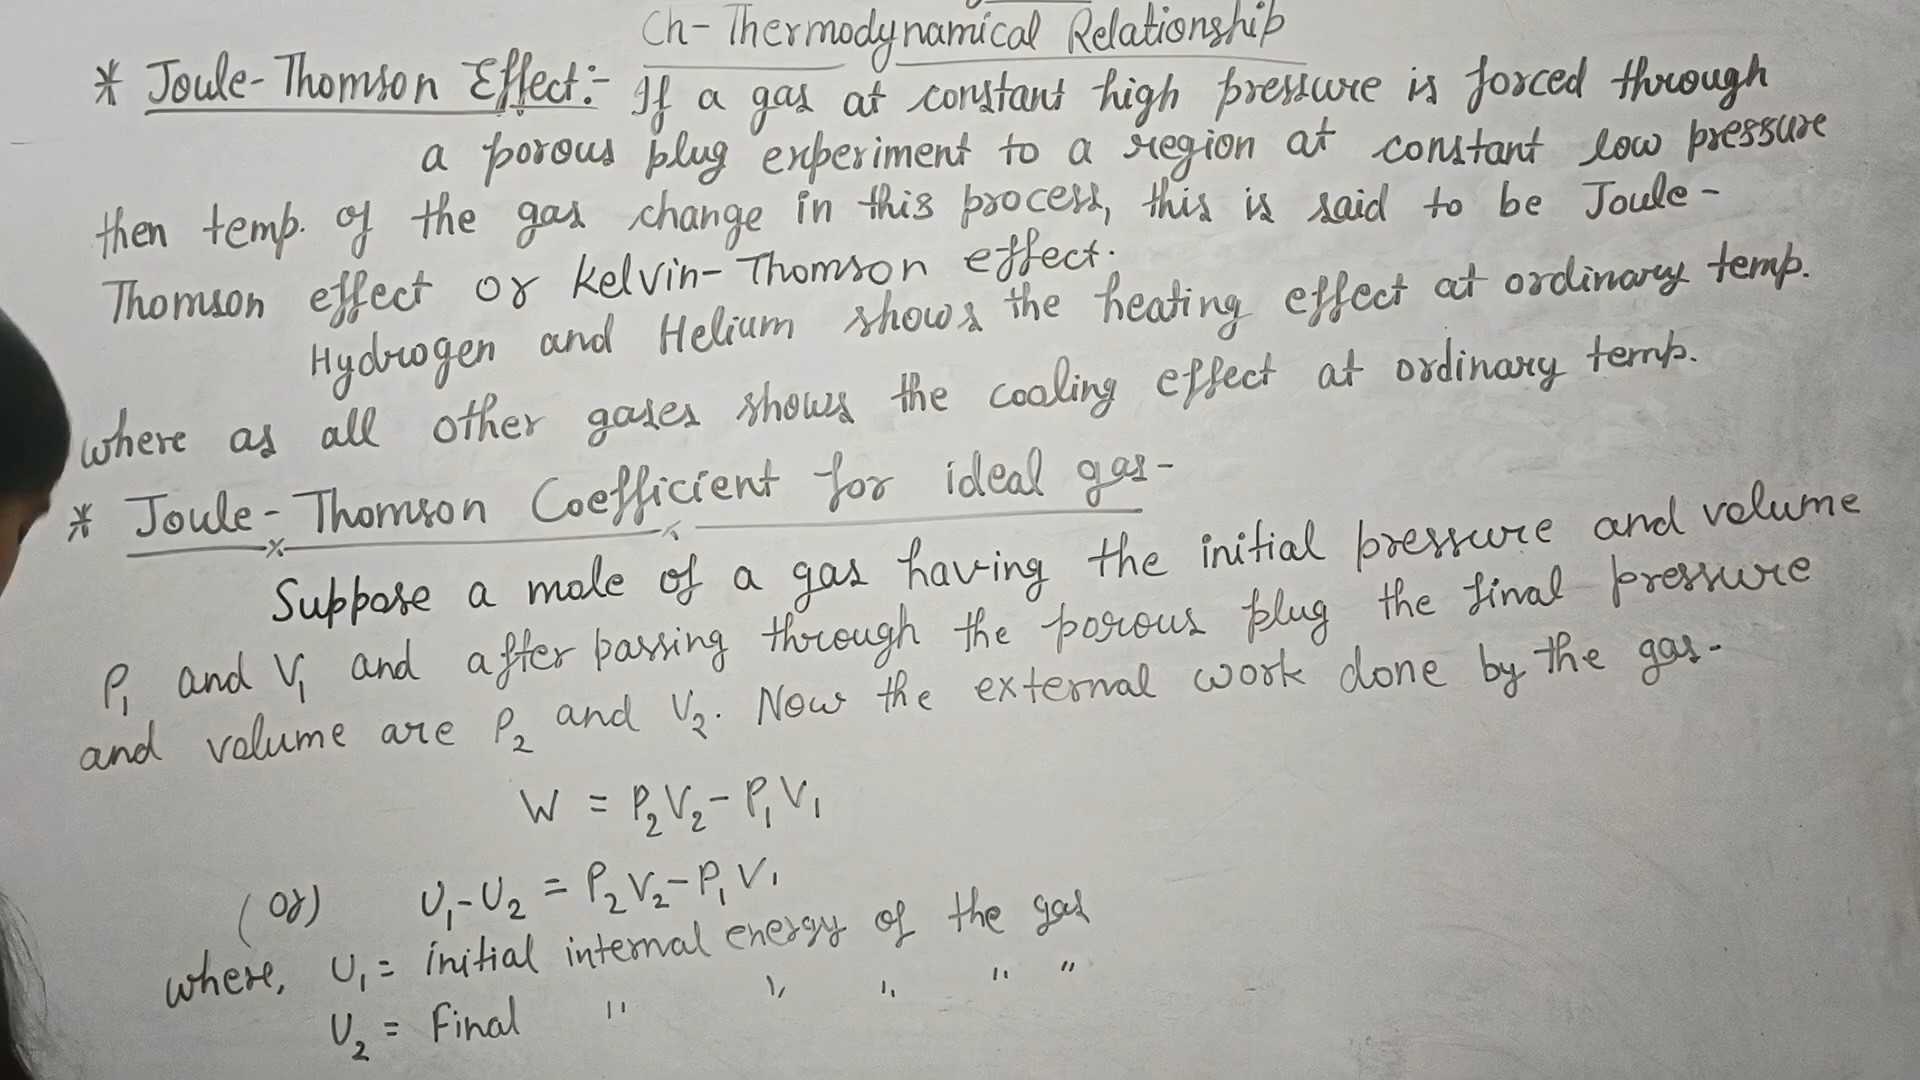 Ch- Thermodynamical Relationship
* Joule-Thomson Effect:- If a gas at constant high pressure is forced through
a porous plug experiment to a region at constant low pressure
then temp. of the gas change in this process, this is said to be Joule-
Thomson effect or Kelvin-Thomson effect.
Hydrogen and Helium shows the heating effect at ordinary temp.
where as all other gases shows the cooling effect at ordinary temp.
* Joule-Thomson Coefficient for ideal gas-
Suppose a mole of a gas having the initial pressure and volume
P₁ and V₁ and after passing through the porous plug the final pressure
and volume are P₂ and V₂. Now the external work done by the gas-
W = P₂V₂-P₁V₁
(or) U₁-U₂ = P₂V₂-P₁V₁
where, U₁= initial internal energy of the gas
U₂ = Final " " " " "